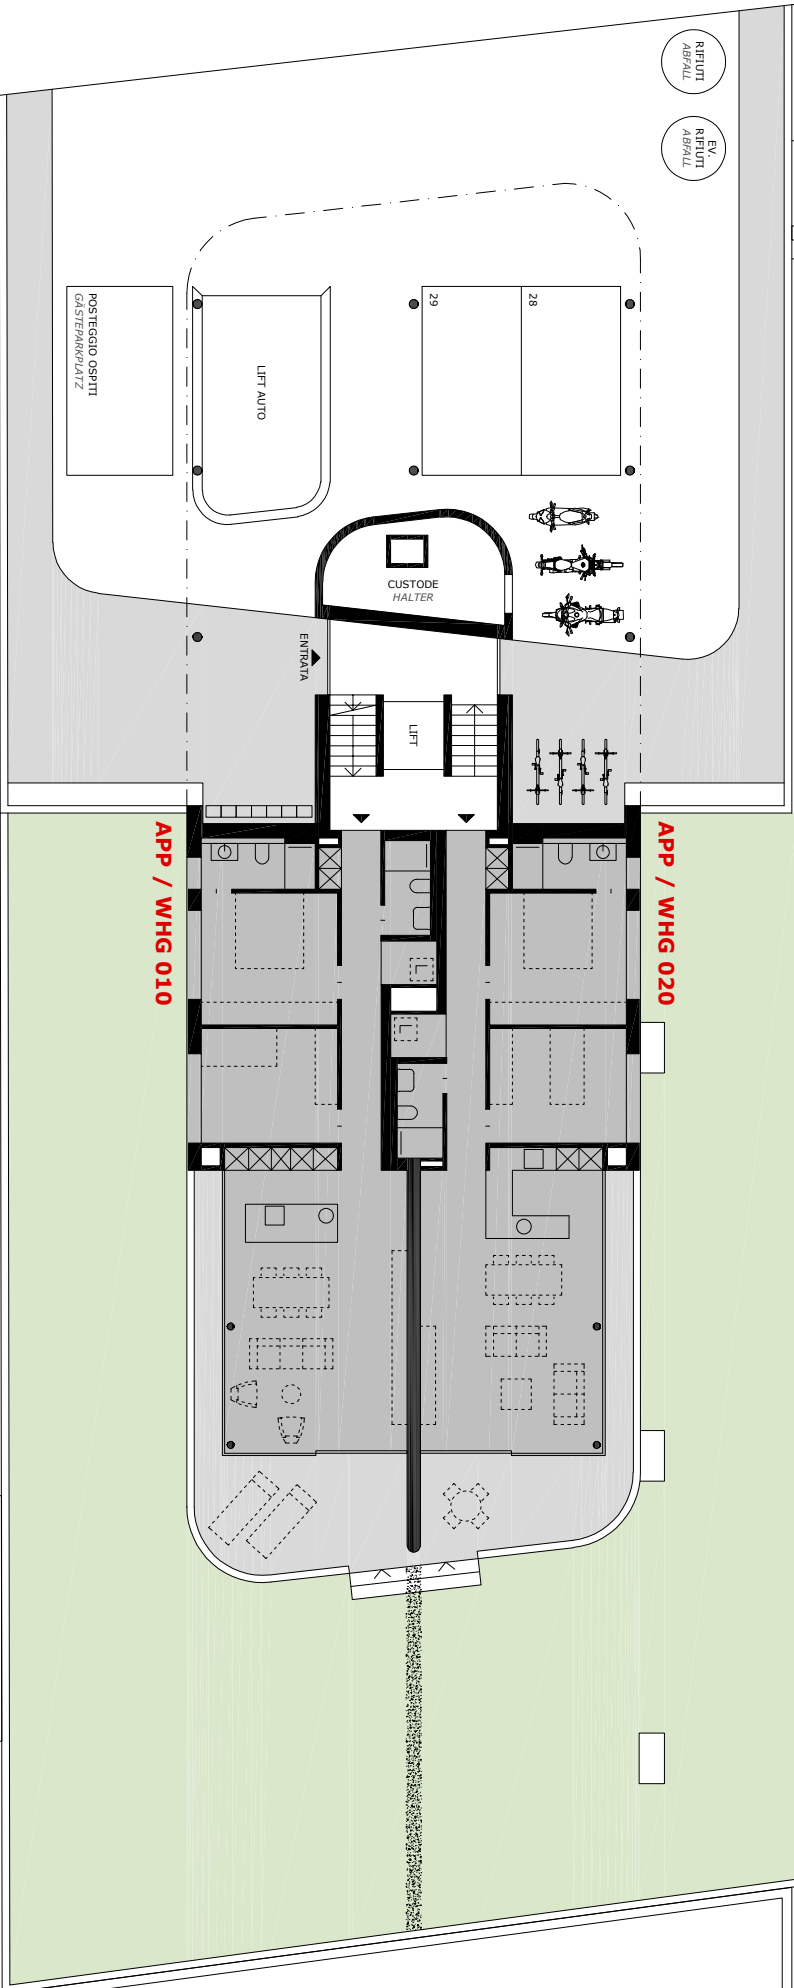 RIFIUTI
ABFALL
EV.
RIFIUTI
ABFALL
POSTEGGIO OSPITI
GÄSTEPARKPLATZ
LIFT AUTO
29
28
CUSTODE
HALTER
ENTRATA
LIFT
APP / WHG 010
APP / WHG 020
L
L